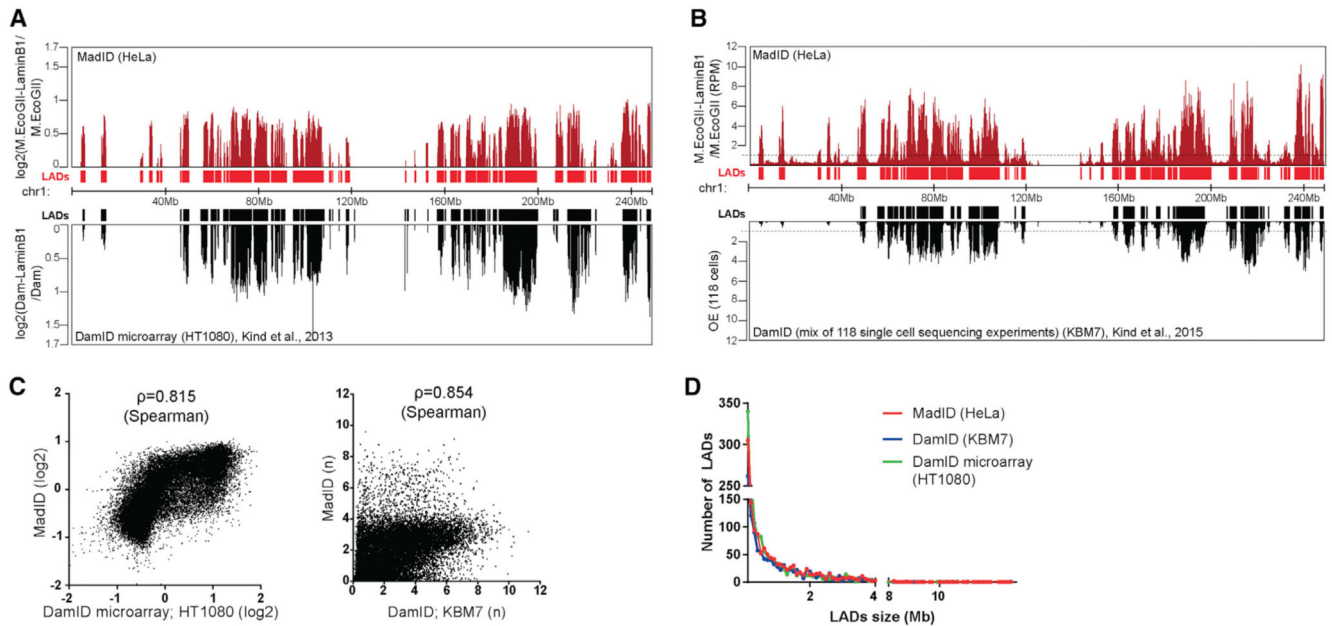 A
MadID (HeLa)
log2(M.EcoGII-LaminB1/
M.EcoGII)
1.7
1.5
1
0.5
0
LADs
chr1:
40Mb
80Mb
120Mb
160Mb
200Mb
240Mb
LADs
log2(Dam-LaminB1
/Dam)
0
0.5
1
1.5
1.7
DamID microarray (HT1080), Kind et al., 2013
B
MadID (HeLa)
M.EcoGII-LaminB1
/M.EcoGII (RPM)
12
10
8
6
4
2
LADs
chr1:
40Mb
80Mb
120Mb
160Mb
200Mb
240Mb
LADs
OE (118 cells)
2
4
6
8
10
12
DamID (mix of 118 single cell sequencing experiments) (KBM7), Kind et al., 2015
C
ρ=0.815
(Spearman)
MadID (log2)
2
1
0
-1
-2
-2 -1 0 1 2
DamID microarray; HT1080 (log2)
ρ=0.854
(Spearman)
MadID (n)
12
10
8
6
4
2
0
0 2 4 6 8 10 12
DamID; KBM7 (n)
D
Number of LADs
350
300
250
150
100
50
0
2 4 8 10
LADs size (Mb)
MadID (HeLa)
DamID (KBM7)
DamID microarray
(HT1080)